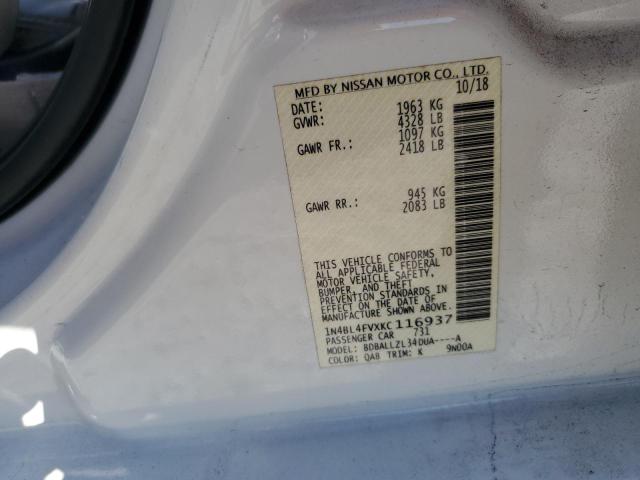 MFD BY NISSAN MOTOR CO., LTD.
DATE: 10/18
GVWR: 1963 KG
4328 LB
GAWR FR.: 1097 KG
2418 LB
GAWR RR.: 945 KG
2083 LB
THIS VEHICLE CONFORMS TO
ALL APPLICABLE FEDERAL
MOTOR VEHICLE SAFETY,
BUMPER, AND THEFT
PREVENTION STANDARDS IN
EFFECT ON THE DATE OF
MANUFACTURE SHOWN ABOVE.
1N4BL4FVXKC116937
PASSENGER CAR 731
MODEL: BDBALLZL34DUA----A
COLOR: QAB TRIM: K 9N00A